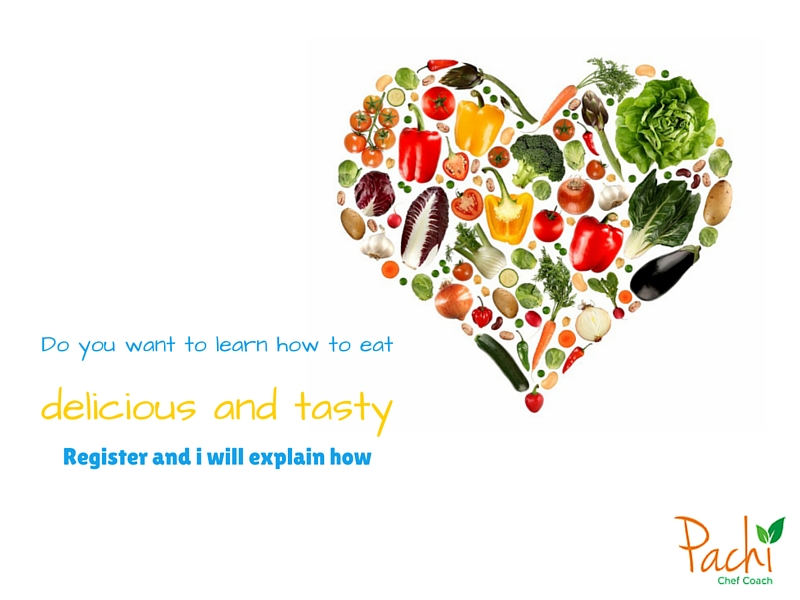 Do you want to learn how to eat
delicious and tasty
Register and i will explain how
Pachi
Chef Coach